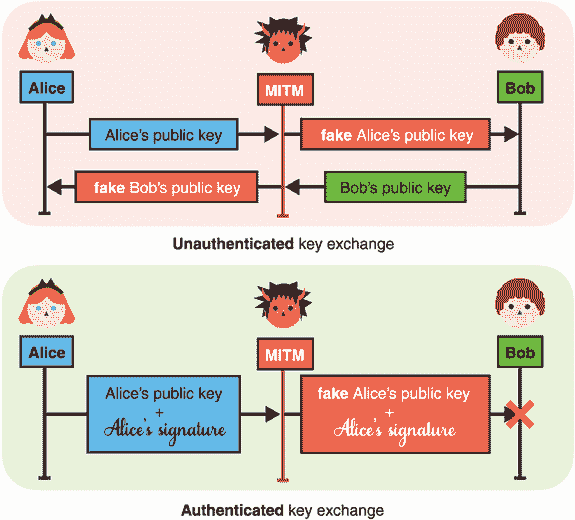 Alice
MITM
Bob
Alice's public key
fake Alice's public key
fake Bob's public key
Bob's public key
Unauthenticated key exchange
Alice
MITM
Bob
Alice's public key
+
Alice's signature
fake Alice's public key
+
Alice's signature
Authenticated key exchange